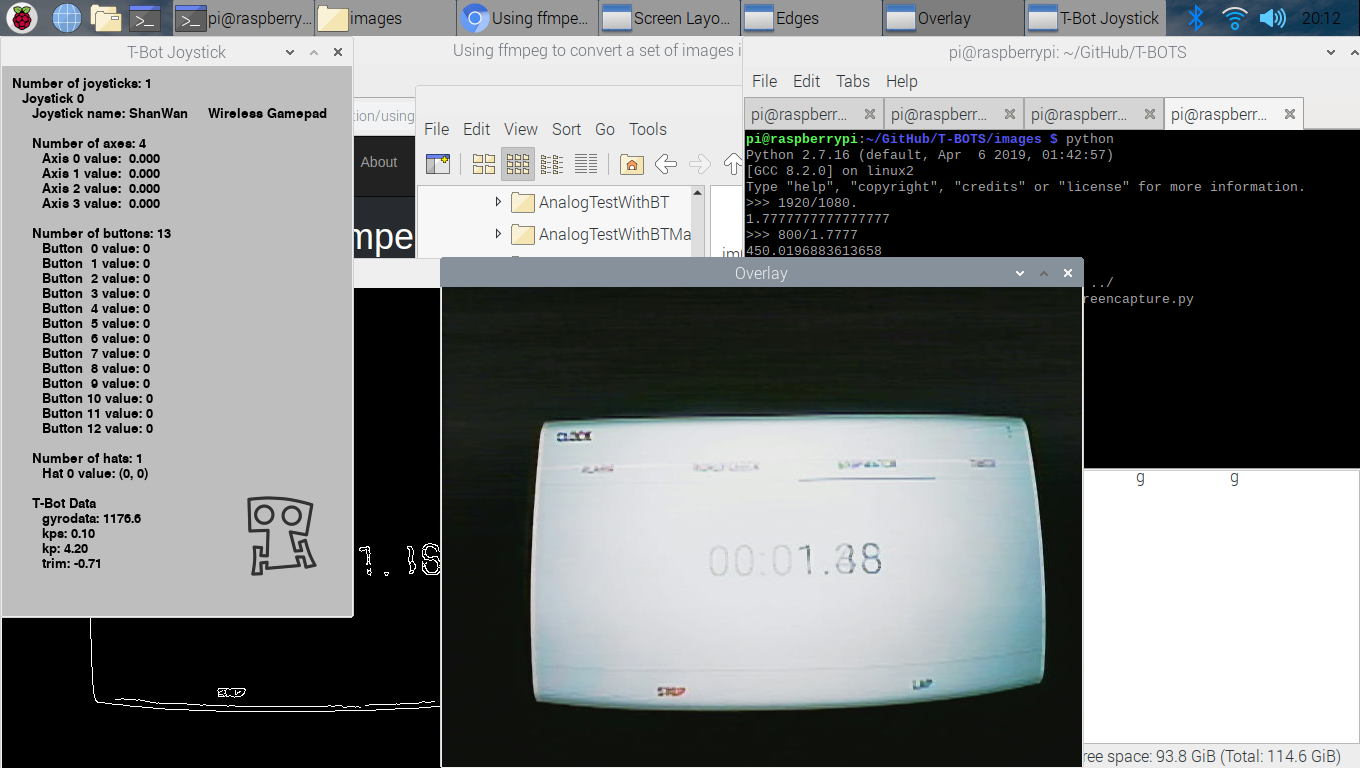 pi@raspberry...
images
Using ffmpe...
Screen Layo...
Edges
Overlay
T-Bot Joystick
20:12
T-Bot Joystick
Number of joysticks: 1
Joystick 0
Joystick name: ShanWan Wireless Gamepad
Number of axes: 4
Axis 0 value: 0.000
Axis 1 value: 0.000
Axis 2 value: 0.000
Axis 3 value: 0.000
Number of buttons: 13
Button 0 value: 0
Button 1 value: 0
Button 2 value: 0
Button 3 value: 0
Button 4 value: 0
Button 5 value: 0
Button 6 value: 0
Button 7 value: 0
Button 8 value: 0
Button 9 value: 0
Button 10 value: 0
Button 11 value: 0
Button 12 value: 0
Number of hats: 1
Hat 0 value: (0, 0)
T-Bot Data
gyrodata: 1176.6
kps: 0.10
kp: 4.20
trim: -0.71
1.18
Using ffmpeg to convert a set of images i
tion/using
About
mpe
File Edit View Sort Go Tools
AnalogTestWithBT
AnalogTestWithBTMa
pi@raspberrypi: ~/GitHub/T-BOTS
File Edit Tabs Help
pi@raspberr...
pi@raspberr...
pi@raspberr...
pi@raspberr...
pi@raspberrypi:~/GitHub/T-BOTS/images $ python
Python 2.7.16 (default, Apr  6 2019, 01:42:57)
[GCC 8.2.0] on linux2
Type "help", "copyright", "credits" or "license" for more information.
>>> 1920/1080.
1.7777777777777777
>>> 800/1.7777
450.0196883613658
../
reencapture.py
Overlay
CLOCK
ALARM
STOPWATCH
TIMER
STOP
LAP
g
g
ree space: 93.8 GiB (Total: 114.6 GiB)